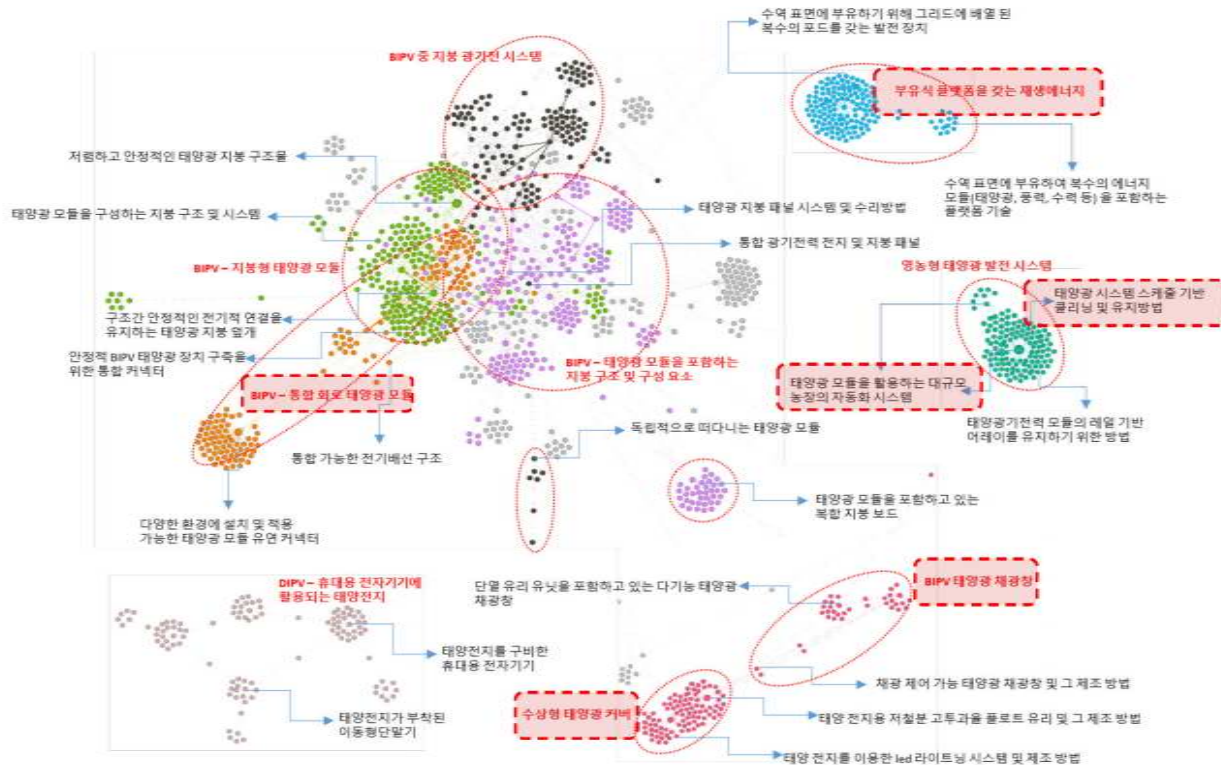 수역 표면에 부유하기 위해 그리드에 배열 된
복수의 포드를 갖는 발전 장치
BIPV 중 지붕 광기전 시스템
부유식 플랫폼을 갖는 재생에너지
저렴하고 안정적인 태양광 지붕 구조물
수역 표면에 부유하여 복수의 에너지
모듈(태양광, 풍력, 수력 등) 을 포함하는
플랫폼 기술
태양광 모듈을 구성하는 지붕 구조 및 시스템
태양광 지붕 패널 시스템 및 수리방법
통합 광기전력 전지 및 지붕 패널
BIPV – 지붕형 태양광 모듈
영농형 태양광 발전 시스템
태양광 시스템 스케줄 기반
클리닝 및 유지방법
구조간 안정적인 전기적 연결을
유지하는 태양광 지붕 덮개
안정적 BIPV 태양광 장치 구축을
위한 통합 커넥터
BIPV – 태양광 모듈을 포함하는
지붕 구조 및 구성 요소
BIPV – 통합 회로 태양광 모듈
태양광 모듈을 활용하는 대규모
농장의 자동화 시스템
태양광기전력 모듈의 레일 기반
어레이를 유지하기 위한 방법
독립적으로 떠다니는 태양광 모듈
통합 가능한 전기배선 구조
태양광 모듈을 포함하고 있는
복합 지붕 보드
다양한 환경에 설치 및 적용
가능한 태양광 모듈 유연 커넥터
DIPV – 휴대용 전자기기에
활용되는 태양전지
단열 유리 유닛을 포함하고 있는 다기능 태양광
채광창
BIPV 태양광 채광창
태양전지를 구비한
휴대용 전자기기
채광 제어 가능 태양광 채광창 및 그 제조 방법
수상형 태양광 커버
태양전지가 부착된
이동형단말기
태양 전지용 저철분 고투과율 플로트 유리 및 그 제조 방법
태양 전지를 이용한 led 라이트닝 시스템 및 제조 방법